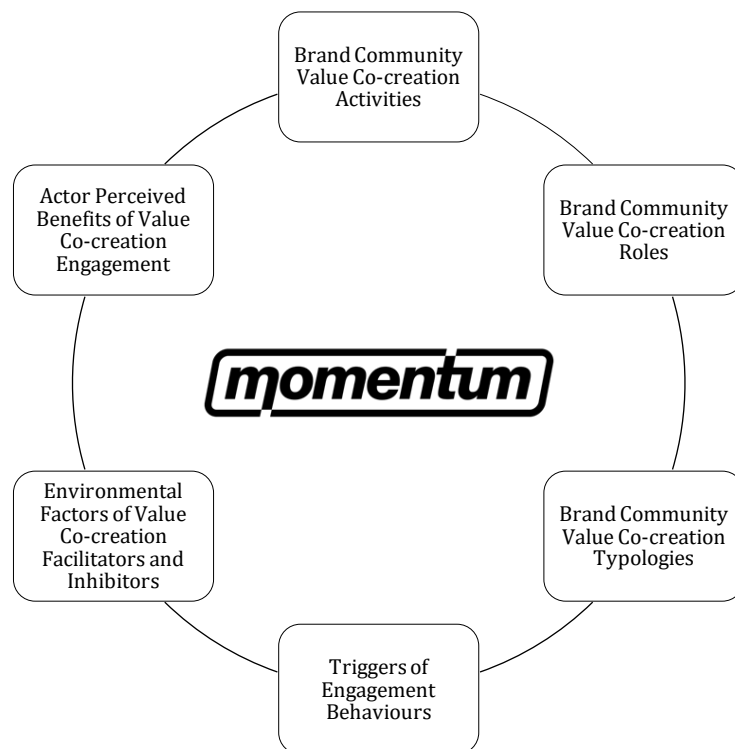 Brand Community
Value Co-creation
Activities
Brand Community
Value Co-creation
Roles
Brand Community
Value Co-creation
Typologies
Triggers of
Engagement
Behaviours
Environmental
Factors of Value
Co-creation
Facilitators and
Inhibitors
Actor Perceived
Benefits of Value
Co-creation
Engagement
momentum